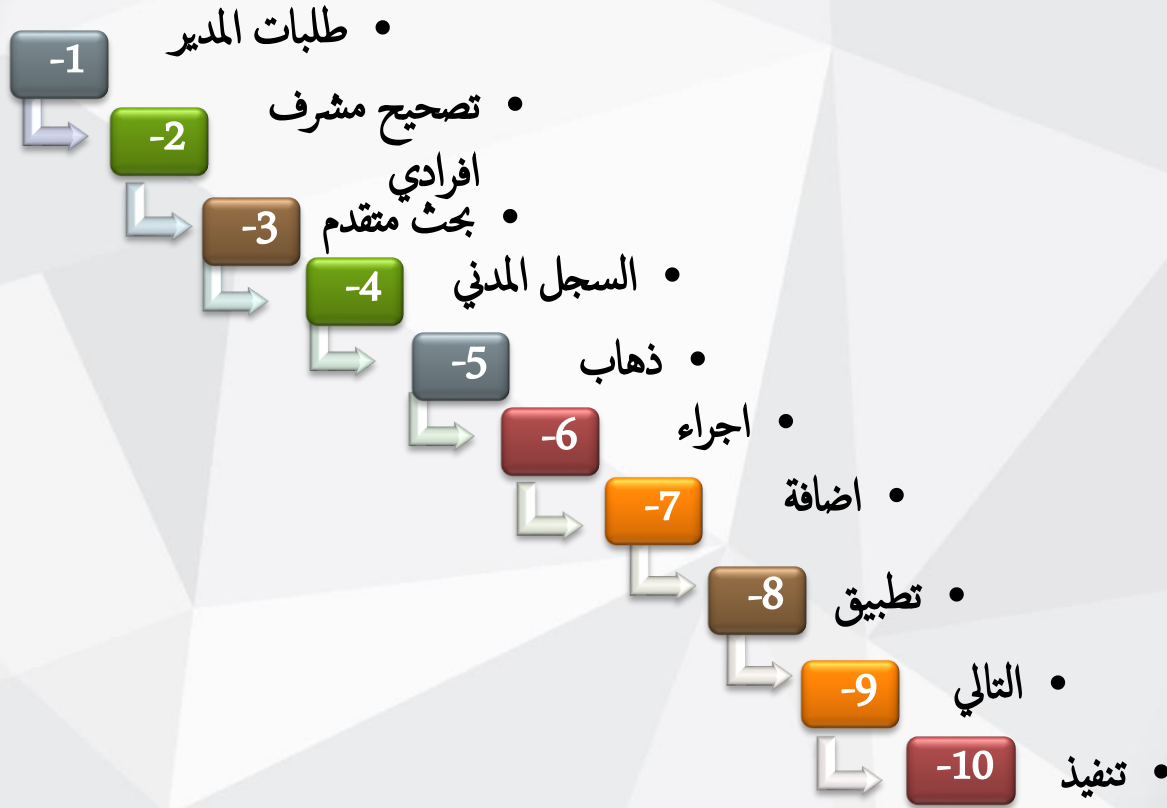 -1
• طلبات المدير
-2
• تصحيح مشرف
افرادي
-3
• بحث متقدم
-4
• السجل المدني
-5
• ذهاب
-6
• اجراء
-7
• اضافة
-8
• تطبيق
-9
• التالي
-10
• تنفيذ